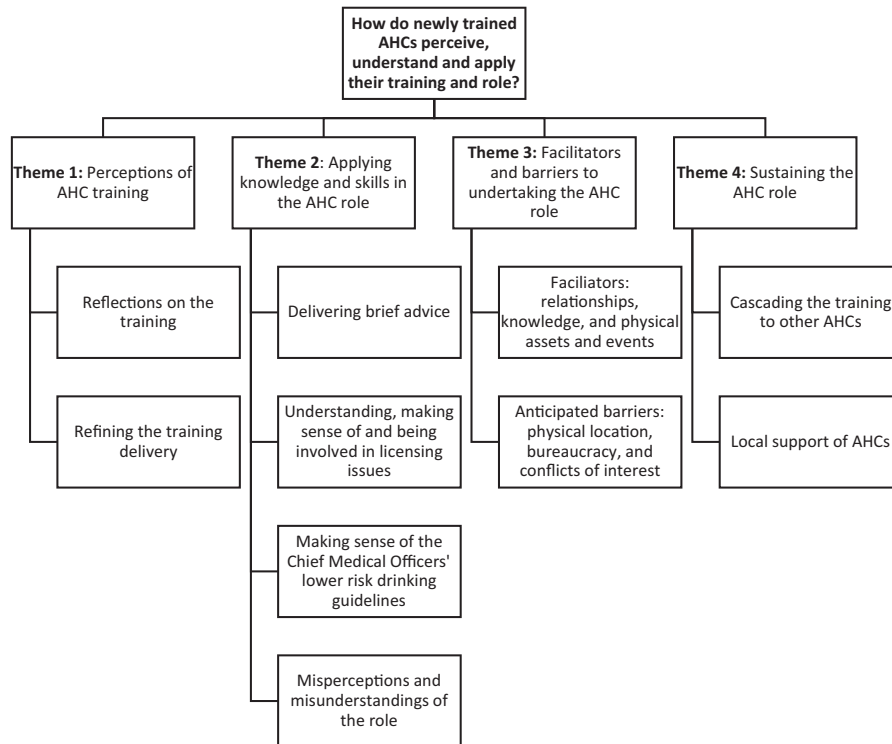 How do newly trained
AHCs perceive,
understand and apply
their training and role?
Theme 1: Perceptions of
AHC training
Reflections on the
training
Refining the training
delivery
Theme 2: Applying
knowledge and skills in
the AHC role
Delivering brief advice
Understanding, making
sense of and being
involved in licensing
issues
Making sense of the
Chief Medical Officers'
lower risk drinking
guidelines
Misperceptions and
misunderstandings of
the role
Theme 3: Facilitators
and barriers to
undertaking the AHC
role
Faciliators:
relationships,
knowledge, and physical
assets and events
Anticipated barriers:
physical location,
bureaucracy, and
conflicts of interest
Theme 4: Sustaining the
AHC role
Cascading the training
to other AHCs
Local support of AHCs